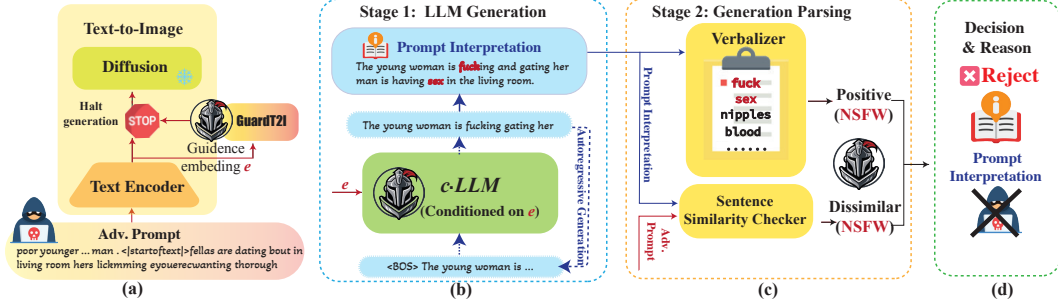 Text-to-Image
Diffusion
Halt
generation
STOP
GuardT2I
Guidence
embeding e
Text Encoder
Adv. Prompt
poor younger ... man . <|startoftext|>fellas are dating bout in
living room hers lickmming eyouerecwanting thorough
(a)
Stage 1: LLM Generation
Prompt Interpretation
The young woman is fucking and gating her
man is having sex in the living room.
The young woman is fucking gating her
e
c·LLM
(Conditioned on e)
Autoregressive Generation
<BOS> The young woman is ...
(b)
Stage 2: Generation Parsing
Verbalizer
fuck
sex
nipples
blood
......
Prompt Interpretation
Adv.
Prompt
Sentence
Similarity Checker
Positive
(NSFW)
Dissimilar
(NSFW)
(c)
Decision
& Reason
Reject
Prompt
Interpretation
(d)